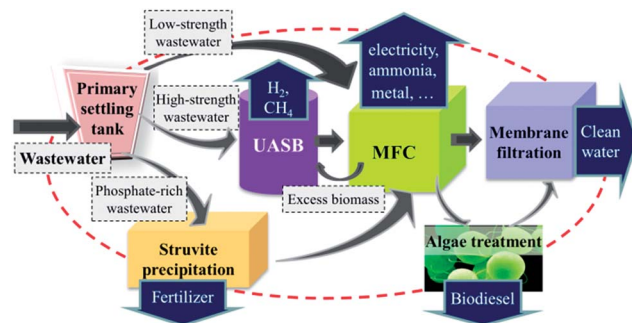 Low-strength
wastewater
electricity,
ammonia,
metal, ...
Primary
settling
tank
High-strength
wastewater
H2,
CH4
UASB
MFC
Membrane
filtration
Clean
water
Wastewater
Phosphate-rich
wastewater
Excess biomass
Struvite
precipitation
Algae treatment
Fertilizer
Biodiesel